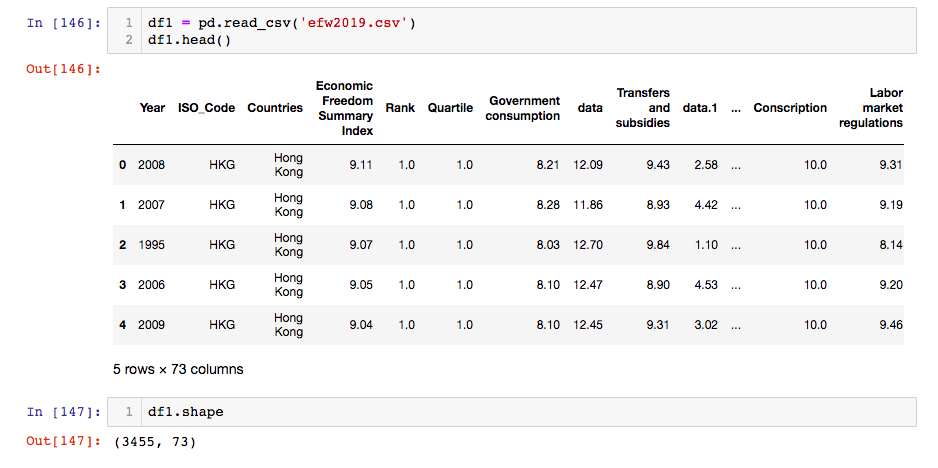 In [146]: 1 df1 = pd.read_csv('efw2019.csv')
2 df1.head()
Out[146]:
Year ISO_Code Countries Economic Freedom Summary Index Rank Quartile Government consumption data Transfers and subsidies data.1 ... Conscription Labor market regulations
0 2008 HKG Hong Kong 9.11 1.0 1.0 8.21 12.09 9.43 2.58 ... 10.0 9.31
1 2007 HKG Hong Kong 9.08 1.0 1.0 8.28 11.86 8.93 4.42 ... 10.0 9.19
2 1995 HKG Hong Kong 9.07 1.0 1.0 8.03 12.70 9.84 1.10 ... 10.0 8.14
3 2006 HKG Hong Kong 9.05 1.0 1.0 8.10 12.47 8.90 4.53 ... 10.0 9.20
4 2009 HKG Hong Kong 9.04 1.0 1.0 8.10 12.45 9.31 3.02 ... 10.0 9.46
5 rows × 73 columns
In [147]: 1 df1.shape
Out[147]: (3455, 73)